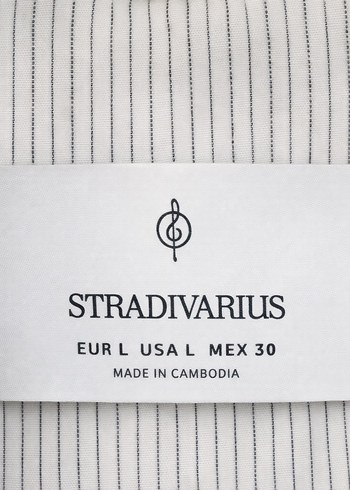 STRADIVARIUS
EUR L USA L MEX 30
MADE IN CAMBODIA